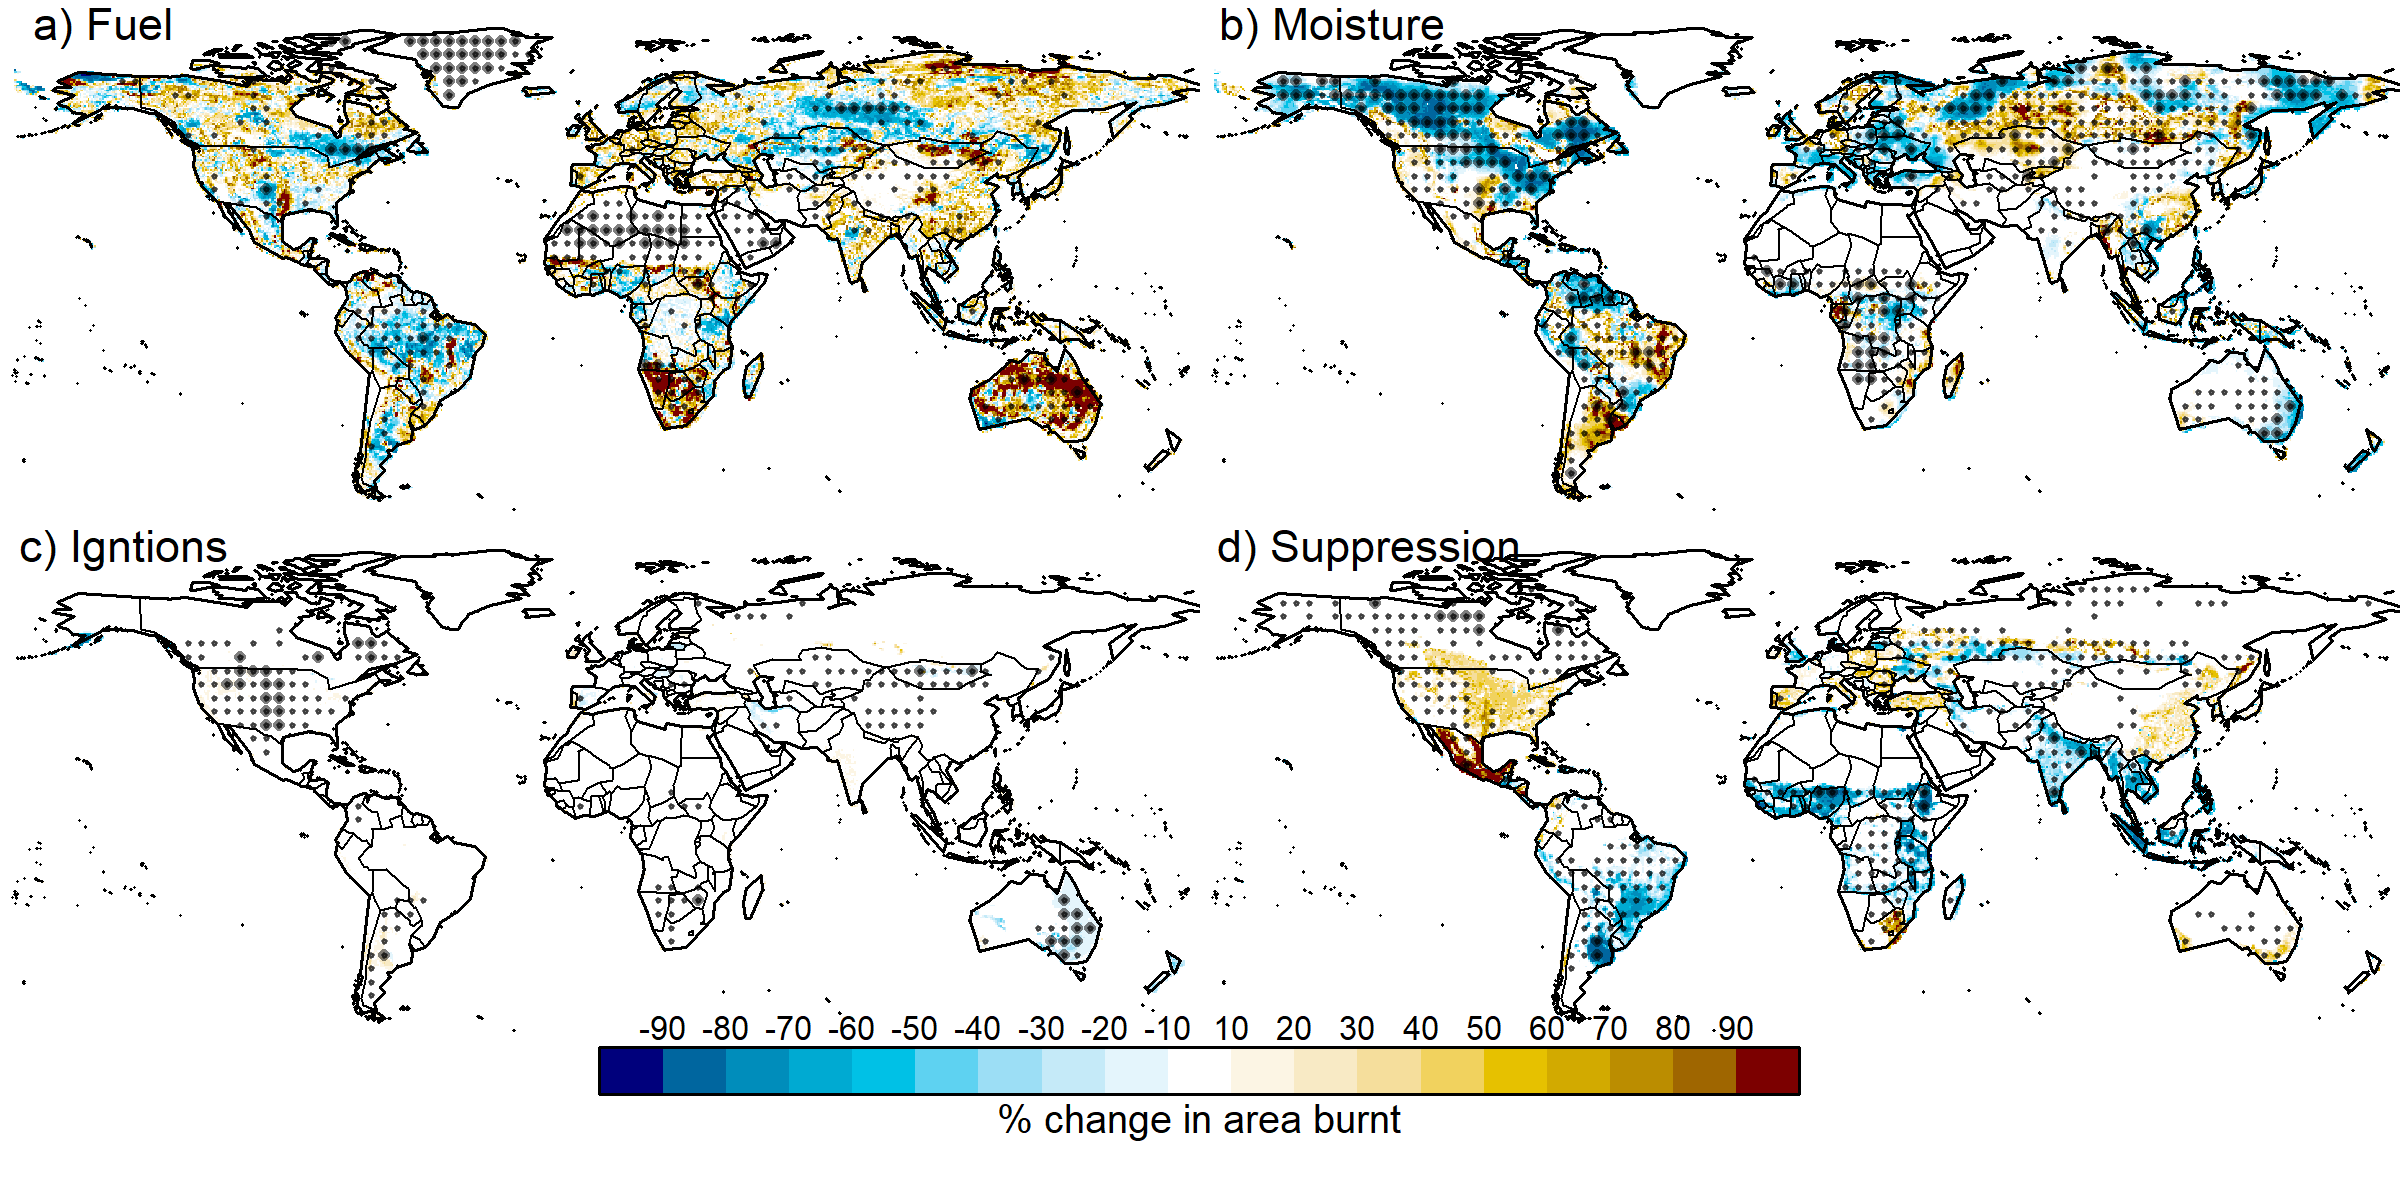 a) Fuel
b) Moisture
c) Igntions
d) Suppression
-90 -80 -70 -60 -50 -40 -30 -20 -10 10 20 30 40 50 60 70 80 90
% change in area burnt